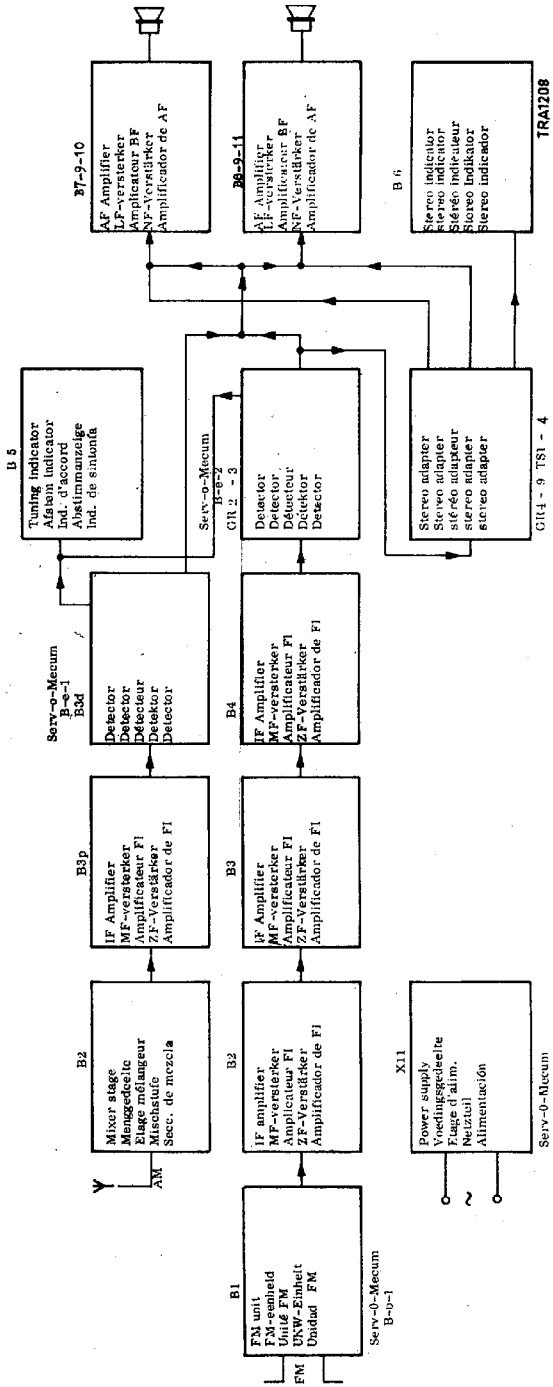 B7-9-10
AF Amplifier
LF-versterker
Amplicateur BF
NF-Verstärker
Amplificador de AF
B8-9-11
AF Amplifier
LF-versterker
Amplificateur BF
NF-Verstärker
Amplificador de AF
B 6
Stereo indicator
stereo indicator
Stéréo indicateur
Stereo Indikator
Stereo indicador
TRA1208
B 5
Tuning indicator
Afstem indicator
Ind. d'accord
Abstimmanzeige
Ind. de sintonía
Serv-o-Mecum
B-e-2
GR 2 - 3
Detector
Detector
Détecteur
Detektor
Detector
Stereo adapter
Stereo adapter
stéréo adapteur
stereo adapter
stereo adapter
GR4 - 9 TS1 - 4
Serv-o-Mecum
B-e-1
B3d
Detector
Detector
Détecteur
Detektor
Detector
B4
IF Amplifier
MF-versterker
Amplificateur FI
ZF-Verstärker
Amplificador de FI
B3p
IF Amplifier
MF-versterker
Amplificateur FI
ZF-Verstärker
Amplificador de FI
B3
IF Amplifier
MF-versterker
Amplificateur FI
ZF-Verstärker
Amplificador de FI
B2
Mixer stage
Menggedeelte
Etage mélangeur
Mischstufe
Secc. de mezcla
AM
B2
IF amplifier
MF-versterker
Amplicateur FI
ZF-Verstärker
Amplificador de FI
X11
Power supply
Voedingsgedeelte
Etage d'alim.
Netzteil
Alimentación
~
Serv-0-Mecum
B1
FM unit
FM-eenheid
Unité FM
UKW-Einheit
Unidad FM
FM
Serv-0-Mecum
B-b-1